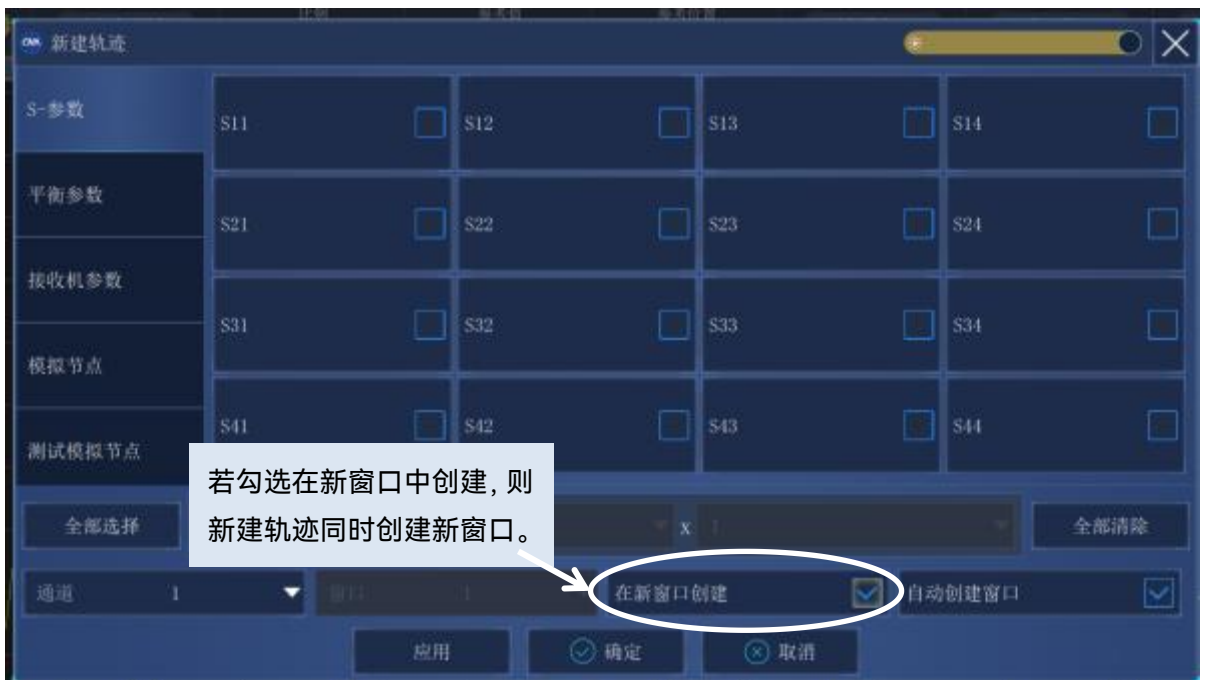 新建轨迹
S-参数
S11 S12 S13 S14
平衡参数
S21 S22 S23 S24
接收机参数
S31 S32 S33 S34
模拟节点
S41 S42 S43 S44
测试模拟节点
若勾选在新窗口中创建，则
新建轨迹同时创建新窗口。
全部选择 x 1 全部清除
通道 1 窗口 1 在新窗口创建 自动创建窗口
应用 确定 取消